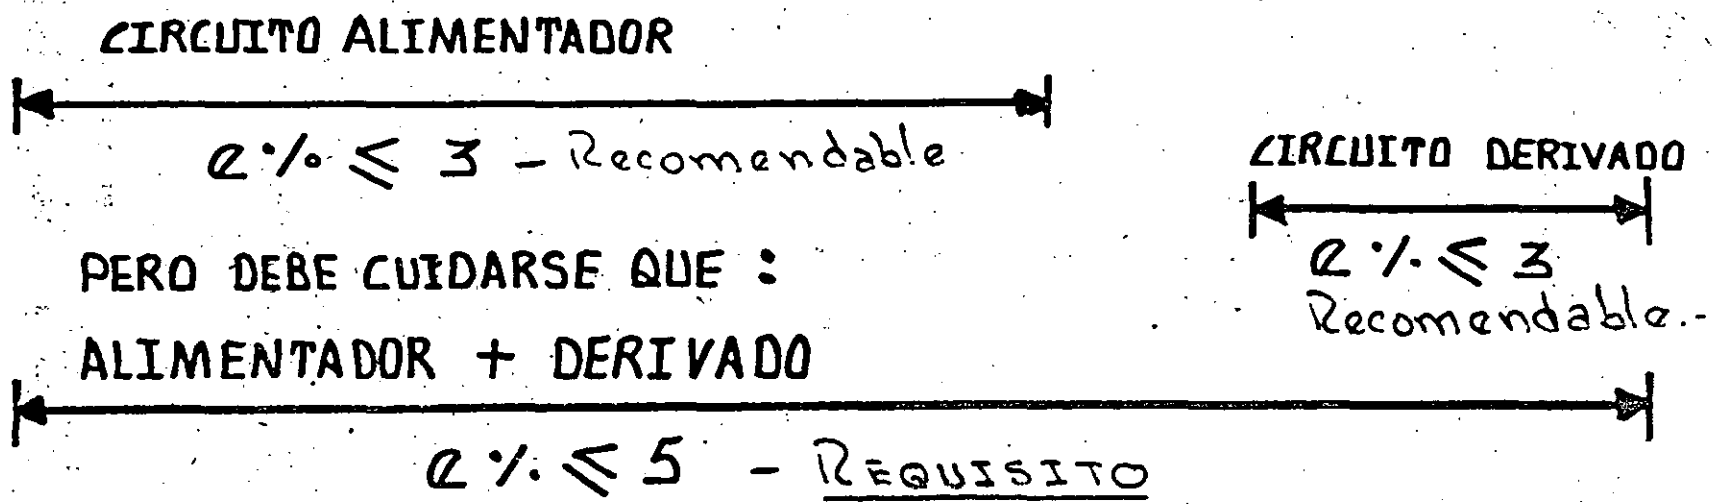 CIRCUITO ALIMENTADOR
e % ≤ 3 - Recomendable
CIRCUITO DERIVADO
e % ≤ 3
Recomendable.-
PERO DEBE CUIDARSE QUE :
ALIMENTADOR + DERIVADO
e % ≤ 5 - REQUISITO